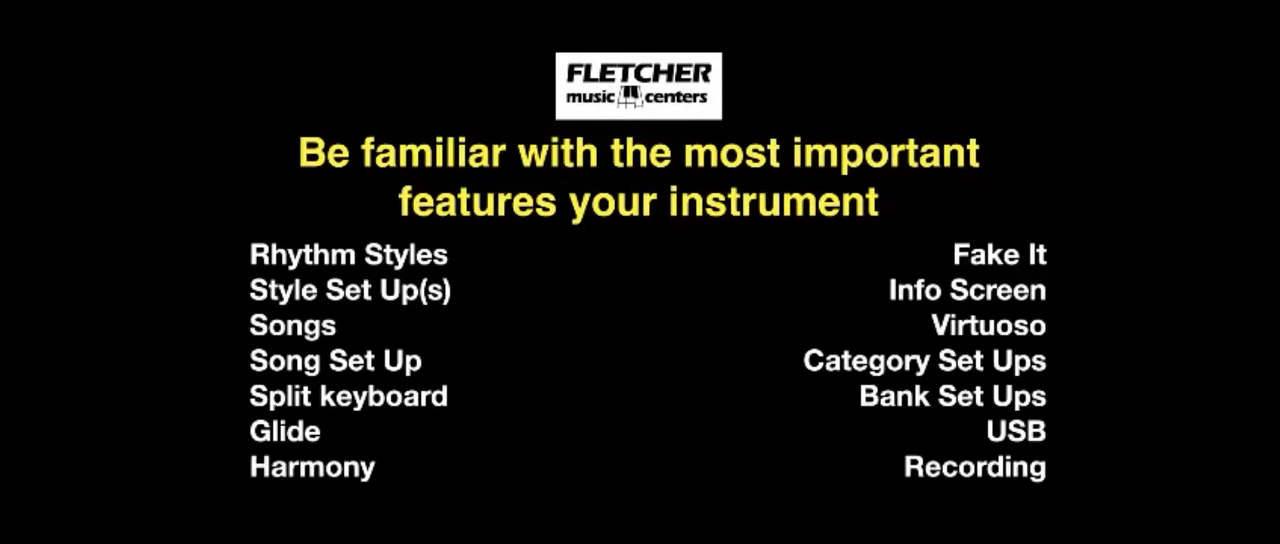 FLETCHER
music centers
Be familiar with the most important
features your instrument
Rhythm Styles
Style Set Up(s)
Songs
Song Set Up
Split keyboard
Glide
Harmony
Fake It
Info Screen
Virtuoso
Category Set Ups
Bank Set Ups
USB
Recording